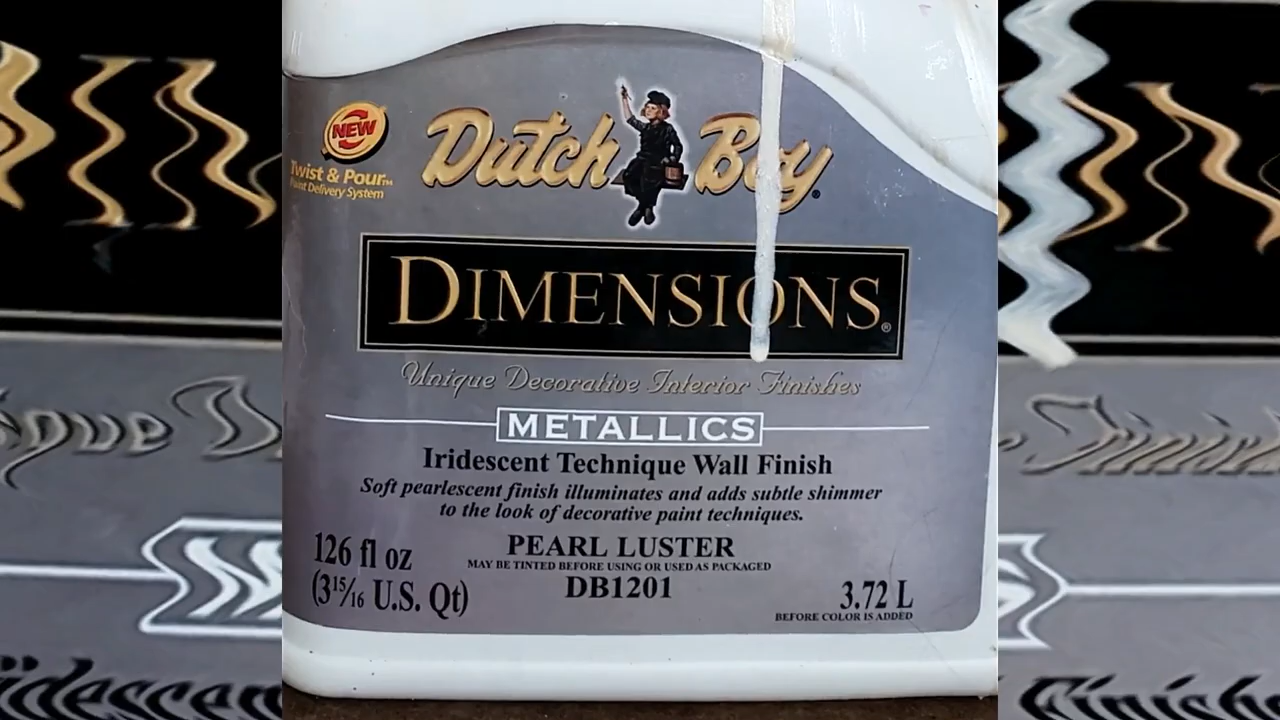 NEW
Twist & Pour™
Paint Delivery System
Dutch Boy®
DIMENSIONS®
Unique Decorative Interior Finishes
METALLICS
Iridescent Technique Wall Finish
Soft pearlescent finish illuminates and adds subtle shimmer
to the look of decorative paint techniques.
126 fl oz
(3 15/16 U.S. Qt)
PEARL LUSTER
MAY BE TINTED BEFORE USING OR USED AS PACKAGED
DB1201
3.72 L
BEFORE COLOR IS ADDED